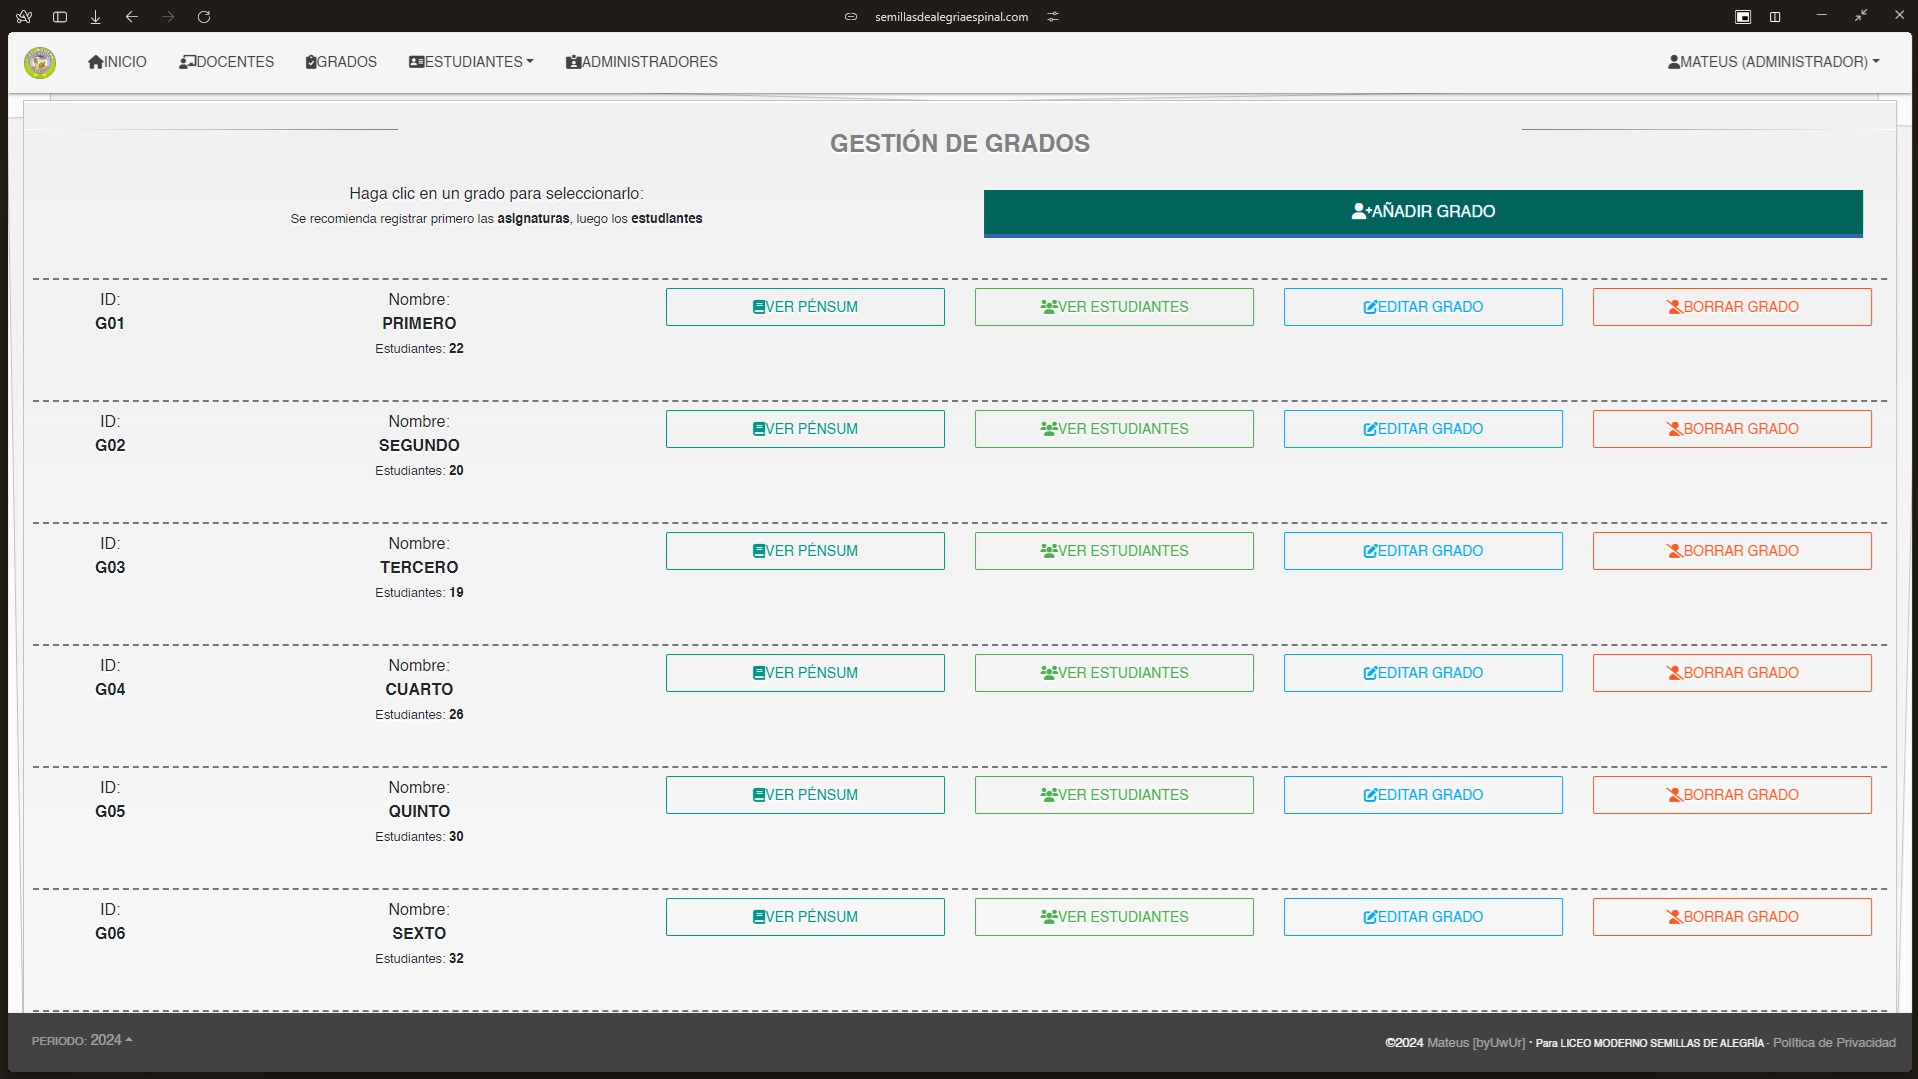 semillasdealegriaespinal.com
INICIO DOCENTES GRADOS ESTUDIANTES ADMINISTRADORES MATEUS (ADMINISTRADOR)
GESTIÓN DE GRADOS
Haga clic en un grado para seleccionarlo:
Se recomienda registrar primero las asignaturas, luego los estudiantes
AÑADIR GRADO
ID: Nombre: VER PÉNSUM VER ESTUDIANTES EDITAR GRADO BORRAR GRADO
G01 PRIMERO
Estudiantes: 22
ID: Nombre: VER PÉNSUM VER ESTUDIANTES EDITAR GRADO BORRAR GRADO
G02 SEGUNDO
Estudiantes: 20
ID: Nombre: VER PÉNSUM VER ESTUDIANTES EDITAR GRADO BORRAR GRADO
G03 TERCERO
Estudiantes: 19
ID: Nombre: VER PÉNSUM VER ESTUDIANTES EDITAR GRADO BORRAR GRADO
G04 CUARTO
Estudiantes: 26
ID: Nombre: VER PÉNSUM VER ESTUDIANTES EDITAR GRADO BORRAR GRADO
G05 QUINTO
Estudiantes: 30
ID: Nombre: VER PÉNSUM VER ESTUDIANTES EDITAR GRADO BORRAR GRADO
G06 SEXTO
Estudiantes: 32
PERIODO: 2024 ©2024 Mateus [byUwUr] · Para LICEO MODERNO SEMILLAS DE ALEGRÍA · Política de Privacidad